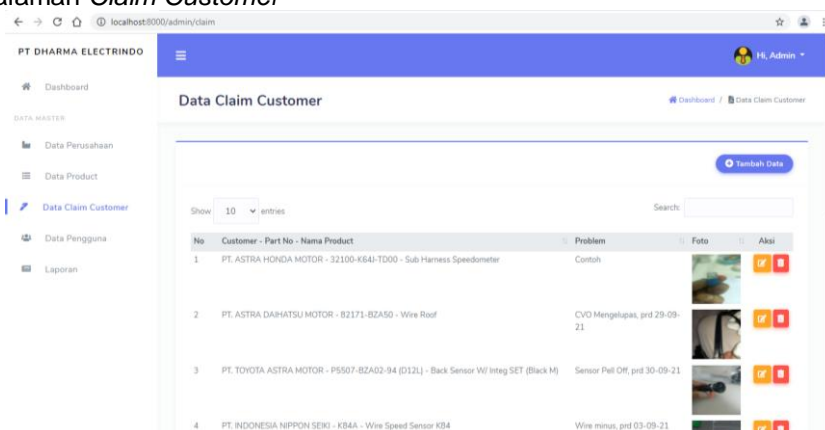 alaman Claim Customer
localhost:8000/admin/claim
PT DHARMA ELECTRINDO
Hi, Admin
Dashboard
Data Claim Customer
Dashboard / Data Claim Customer
DATA MASTER
Data Perusahaan
Data Product
Data Claim Customer
Data Pengguna
Laporan
Tambah Data
Show 10 entries
Search:
No Customer - Part No - Nama Product Problem Foto Aksi
1 PT. ASTRA HONDA MOTOR - 32100-K64J-TD00 - Sub Harness Speedometer Contoh
2 PT. ASTRA DAIHATSU MOTOR - 82171-BZA50 - Wire Roof CVO Mengelupas, prd 29-09-
21
3 PT. TOYOTA ASTRA MOTOR - P5507-BZA02-94 (D12L) - Back Sensor W/ Integ SET (Black M) Sensor Pell Off, prd 30-09-21
4 PT. INDONESIA NIPPON SEIKI - KB4A - Wire Speed Sensor KB4 Wire minus, prd 03-09-21